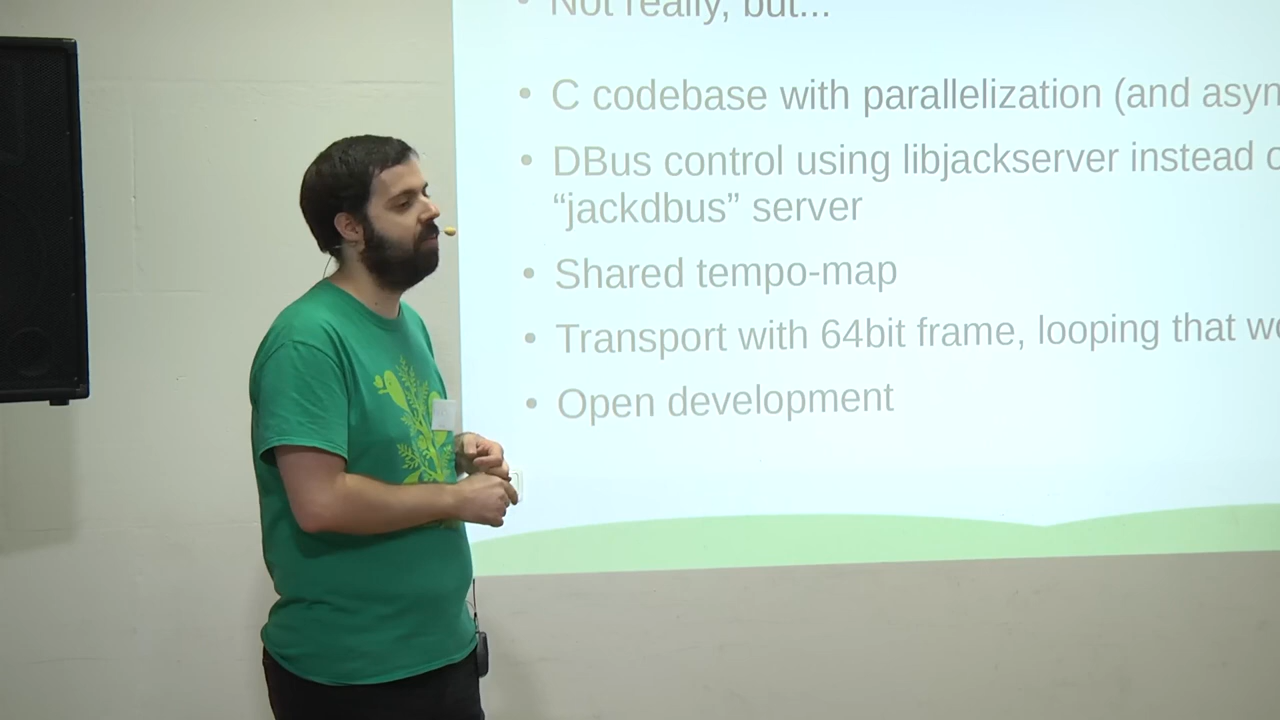 • Not really, but...
• C codebase with parallelization (and asyn
• DBus control using libjackserver instead
“jackdbus” server
• Shared tempo-map
• Transport with 64bit frame, looping that
• Open development